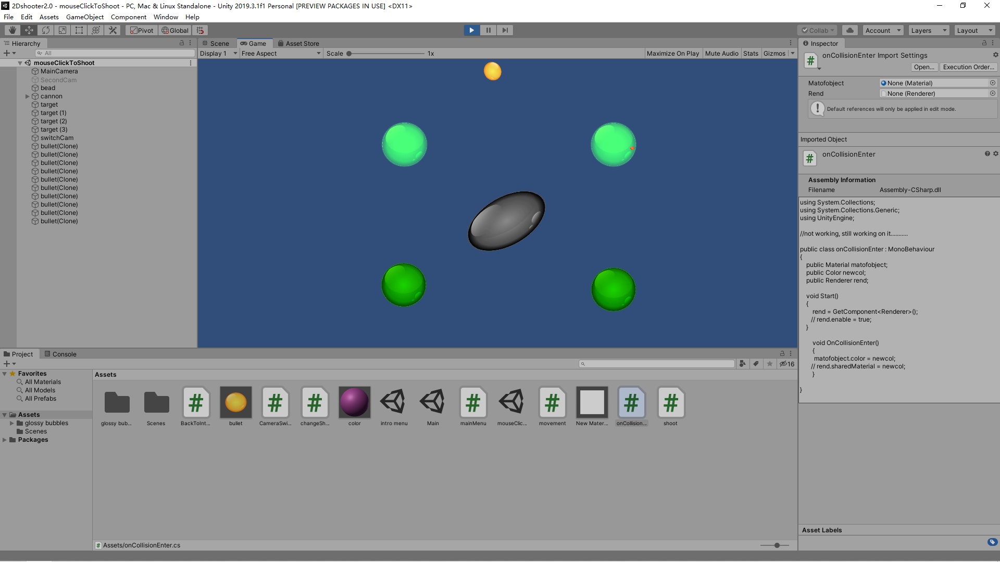 2Dshooter2.0 - mouseClickToShoot - PC, Mac & Linux Standalone - Unity 2019.3.1f1 Personal [PREVIEW PACKAGES IN USE] <DX11>
File Edit Assets GameObject Component Window Help
Pivot Global Collab Account Layers Layout
Hierarchy
All
mouseClickToShoot
MainCamera
SecondCam
bead
cannon
target
target (1)
target (2)
target (3)
switchCam
bullet(Clone)
bullet(Clone)
bullet(Clone)
bullet(Clone)
bullet(Clone)
bullet(Clone)
bullet(Clone)
bullet(Clone)
bullet(Clone)
bullet(Clone)
Scene Game Asset Store
Display 1 Free Aspect Scale 1x Maximize On Play Mute Audio Stats Gizmos
Inspector
onCollisionEnter Import Settings
Open... Execution Order...
Matofobject None (Material)
Rend None (Renderer)
Default references will only be applied in edit mode.
Imported Object
onCollisionEnter
Assembly Information
Filename Assembly-CSharp.dll
using System.Collections;
using System.Collections.Generic;
using UnityEngine;
//not working, still working on it...........
public class onCollisionEnter : MonoBehaviour
{
public Material matofobject;
public Color newcol;
public Renderer rend;
void Start()
{
rend = GetComponent<Renderer>();
// rend.enable = true;
}
void OnCollisionEnter()
{
matofobject.color = newcol;
// rend.sharedMaterial = newcol;
}
}
Asset Labels
Project Console
16
Favorites
All Materials
All Models
All Prefabs
Assets
glossy bubbles
Scenes
Packages
Assets
glossy bub... Scenes BackToInt... bullet CameraSwi... changeSh... color intro menu Main mainMenu mouseClic... movement New Mater... onCollision... shoot
Assets/onCollisionEnter.cs